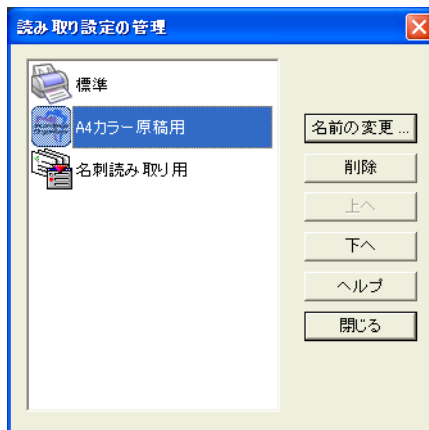 読み取り設定の管理
標準
A4カラー原稿用
名刺読み取り用
名前の変更 ...
削除
上へ
下へ
ヘルプ
閉じる